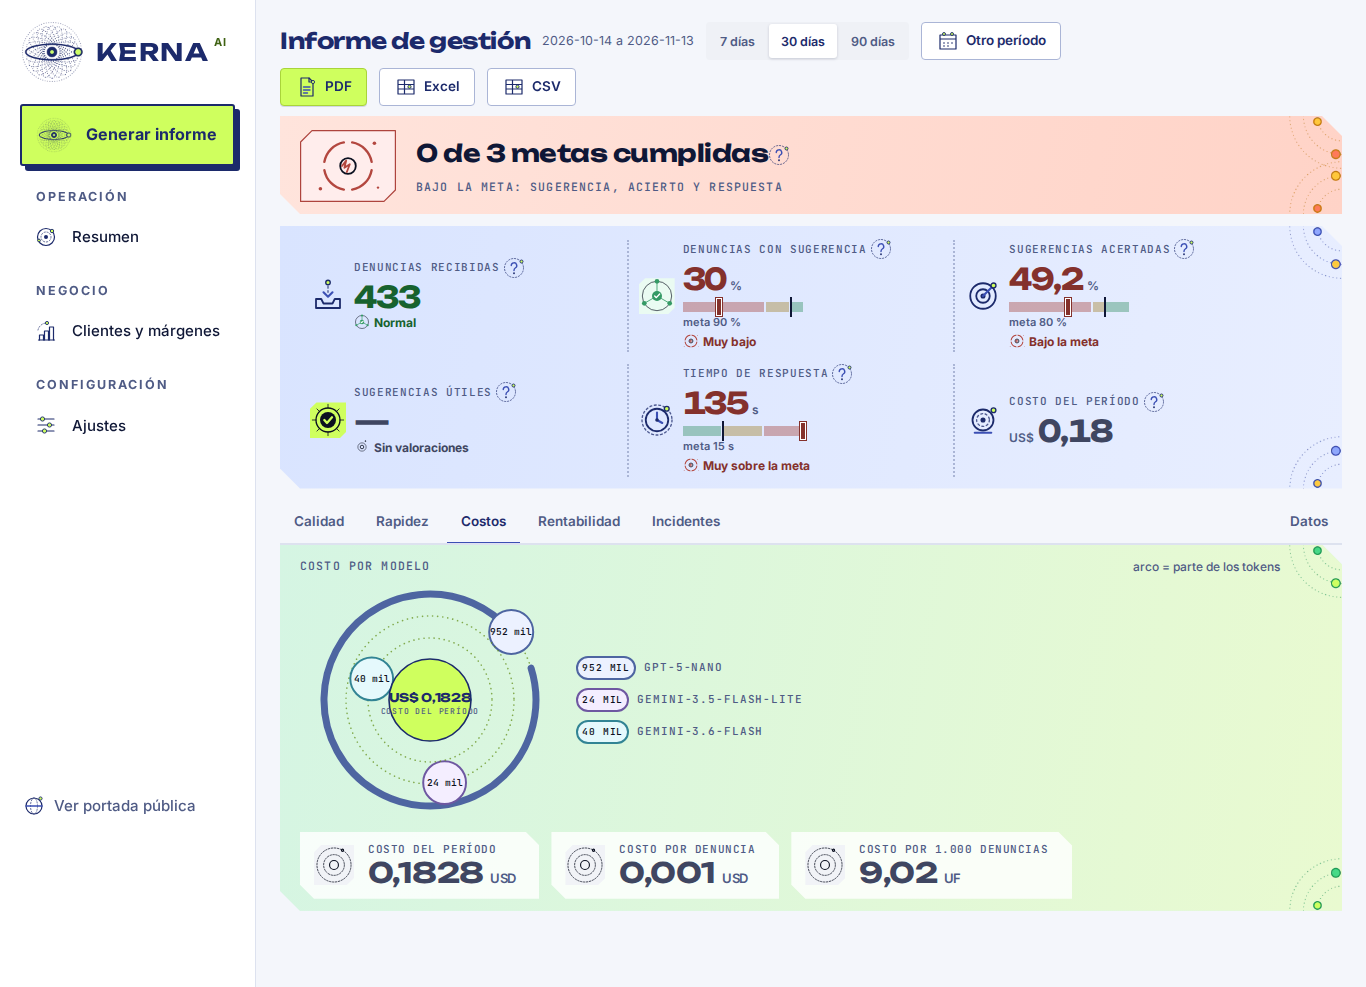 KERNA AI
Generar informe
OPERACIÓN
Resumen
NEGOCIO
Clientes y márgenes
CONFIGURACIÓN
Ajustes
Ver portada pública
Informe de gestión 2026-10-14 a 2026-11-13 7 días 30 días 90 días Otro período
PDF Excel CSV
0 de 3 metas cumplidas ?
BAJO LA META: SUGERENCIA, ACIERTO Y RESPUESTA
DENUNCIAS RECIBIDAS ?
433
Normal
DENUNCIAS CON SUGERENCIA ?
30 %
meta 90 %
Muy bajo
SUGERENCIAS ACERTADAS ?
49,2 %
meta 80 %
Bajo la meta
SUGERENCIAS ÚTILES ?
—
Sin valoraciones
TIEMPO DE RESPUESTA ?
135 s
meta 15 s
Muy sobre la meta
COSTO DEL PERÍODO ?
US$ 0,18
Calidad Rapidez Costos Rentabilidad Incidentes Datos
COSTO POR MODELO arco = parte de los tokens
952 mil
40 mil
US$ 0,1828
COSTO DEL PERÍODO
24 mil
952 MIL GPT-5-NANO
24 MIL GEMINI-3.5-FLASH-LITE
40 MIL GEMINI-3.6-FLASH
COSTO DEL PERÍODO
0,1828 USD
COSTO POR DENUNCIA
0,001 USD
COSTO POR 1.000 DENUNCIAS
9,02 UF